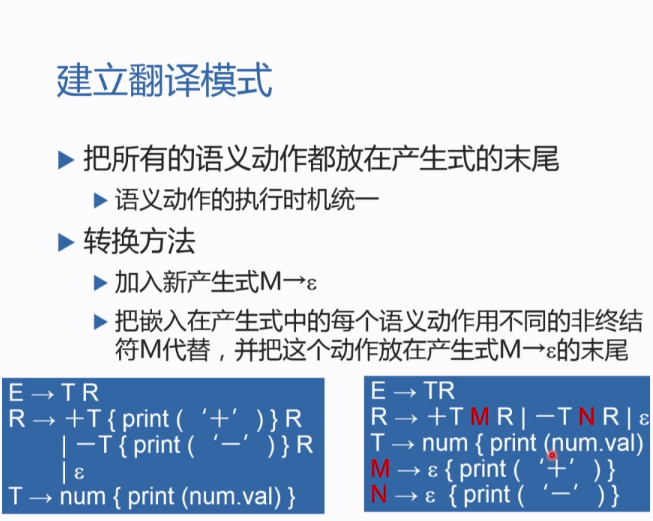 建立翻译模式
把所有的语义动作都放在产生式的末尾
语义动作的执行时机统一
转换方法
加入新产生式M→ε
把嵌入在产生式中的每个语义动作用不同的非终结
符M代替，并把这个动作放在产生式M→ε的末尾
E → T R
R → +T { print ( ‘+’ ) } R
| −T { print ( ‘−’ ) } R
| ε
T → num { print (num.val) }
E → TR
R → +T M R | −T N R | ε
T → num { print (num.val)
M → ε { print ( ‘+’ ) }
N → ε { print ( ‘−’ ) }